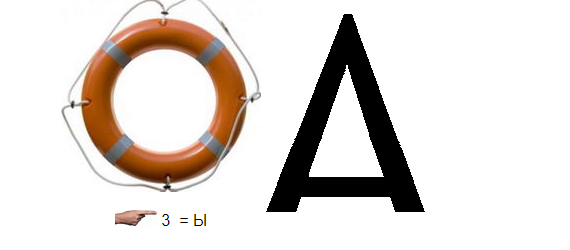 А
3 = Ы